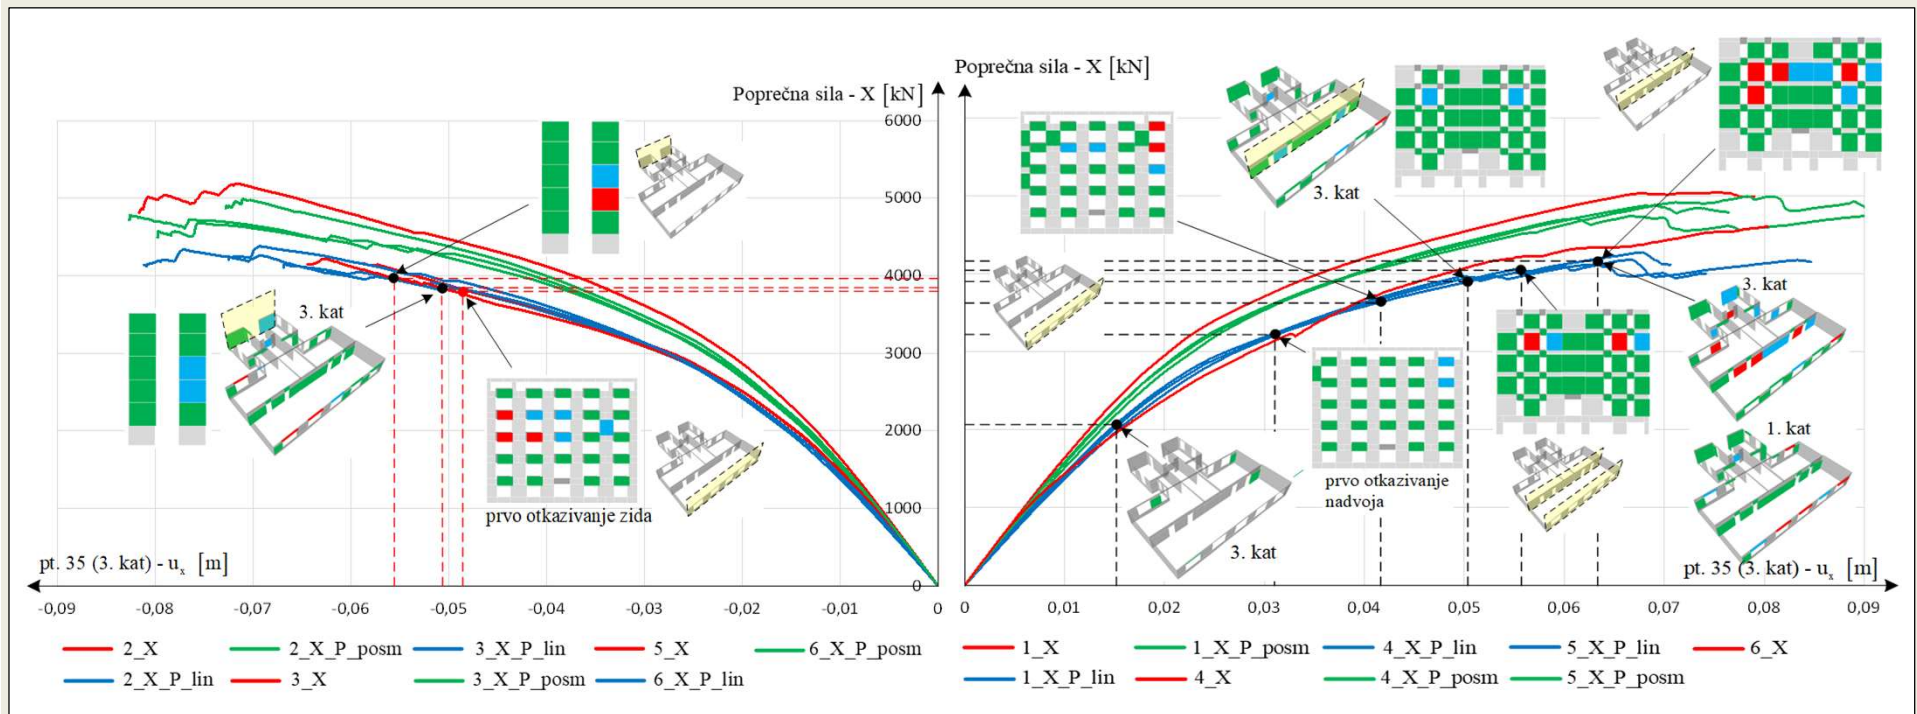 Poprečna sila - X [kN]
6000
5000
4000
3000
2000
1000
0
3. kat
prvo otkazivanje zida
pt. 35 (3. kat) - uₓ [m]
-0,09 -0,08 -0,07 -0,06 -0,05 -0,04 -0,03 -0,02 -0,01 0
2_X 2_X_P_posm 3_X_P_lin 5_X 6_X_P_posm
2_X_P_lin 3_X 3_X_P_posm 6_X_P_lin
Poprečna sila - X [kN]
3. kat
3. kat
1. kat
prvo otkazivanje
nadvoja
3. kat
pt. 35 (3. kat) - uₓ [m]
0 0,01 0,02 0,03 0,04 0,05 0,06 0,07 0,08 0,09
1_X 1_X_P_posm 4_X_P_lin 5_X_P_lin 6_X
1_X_P_lin 4_X 4_X_P_posm 5_X_P_posm